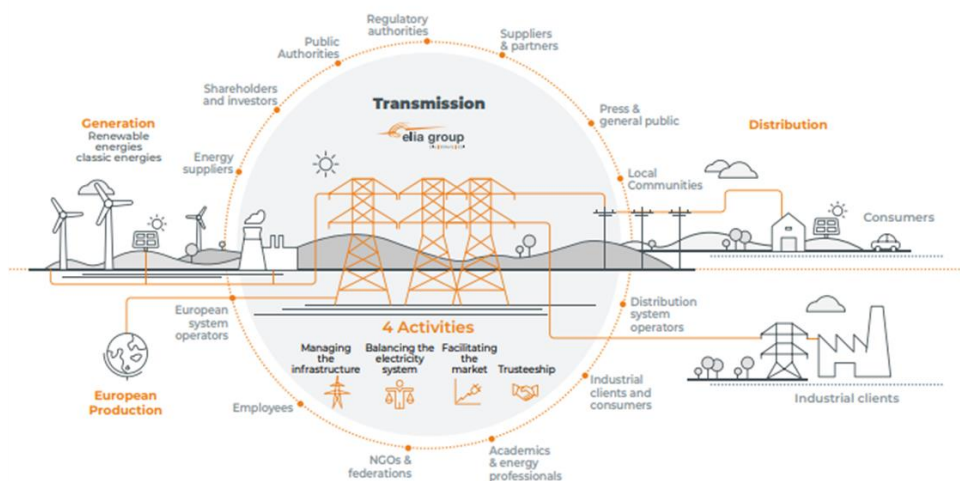 Regulatory
authorities
Suppliers
& partners
Public
Authorities
Shareholders
and investors
Transmission
elia group
Press &
general public
Generation
Renewable
energies
classic energies
Distribution
Energy
suppliers
Local
Communities
Consumers
European
system
operators
Distribution
system
operators
4 Activities
Managing
the
infrastructure
Balancing the
electricity
system
Facilitating
the
market
Trusteeship
European
Production
Employees
Industrial
clients and
consumers
Industrial clients
NGOs &
federations
Academics
& energy
professionals